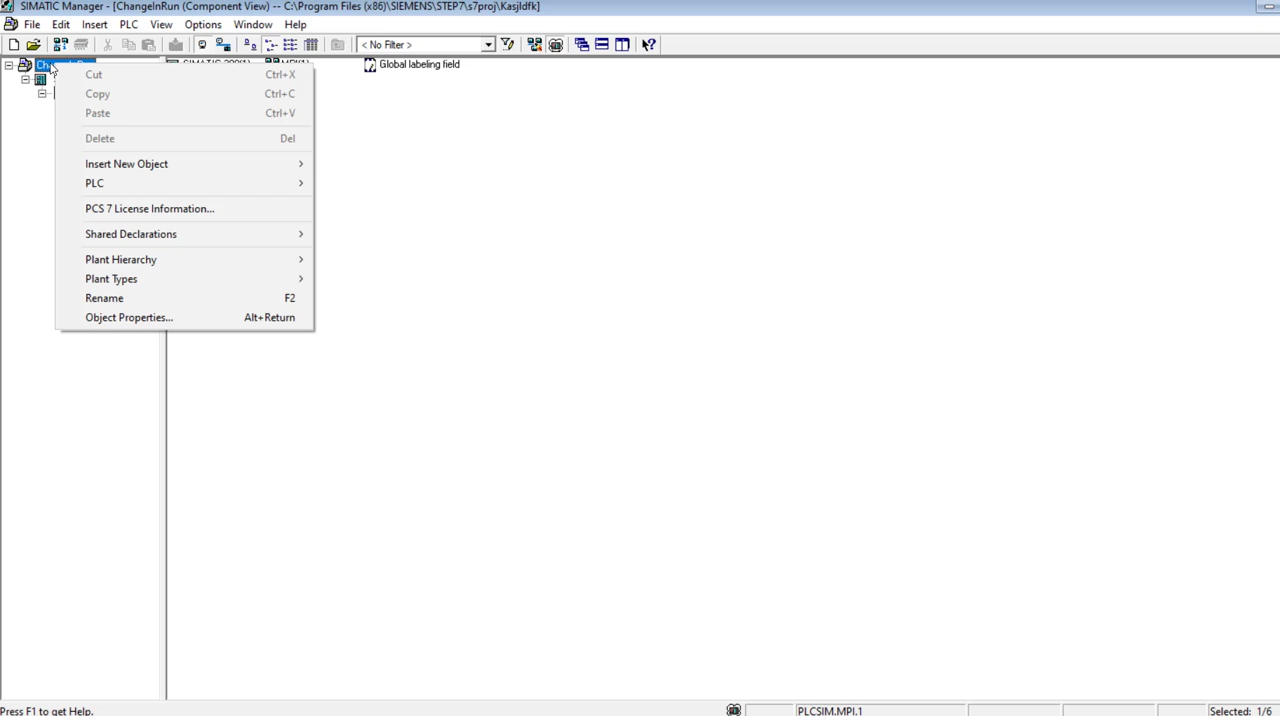 SIMATIC Manager - [ChangeInRun (Component View) -- C:\Program Files (x86)\SIEMENS\STEP7\s7proj\Kasjldfk]
File Edit Insert PLC View Options Window Help
< No Filter >
Global labeling field
Cut Ctrl+X
Copy Ctrl+C
Paste Ctrl+V
Delete Del
Insert New Object
PLC
PCS 7 License Information...
Shared Declarations
Plant Hierarchy
Plant Types
Rename F2
Object Properties... Alt+Return
Press F1 to get Help. PLCSIM.MPI.1 Selected: 1/6